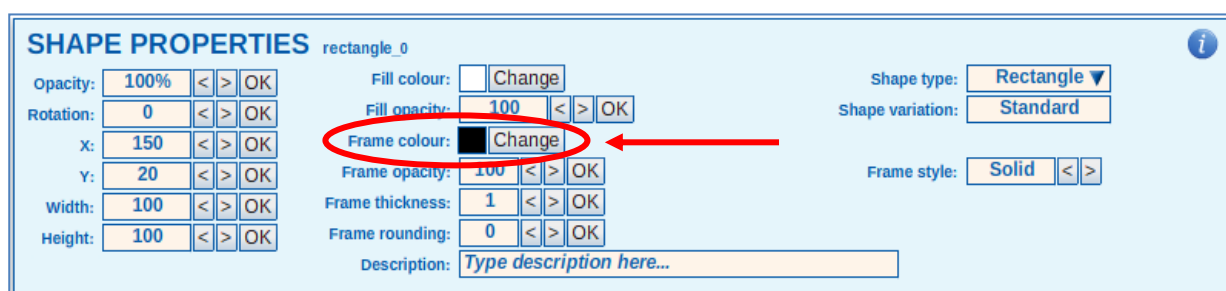 SHAPE PROPERTIES rectangle_0 i
Opacity: 100% < > OK Fill colour: Change Shape type: Rectangle
Rotation: 0 < > OK Fill opacity: 100 < > OK Shape variation: Standard
X: 150 < > OK Frame colour: Change
Y: 20 < > OK Frame opacity: 100 < > OK Frame style: Solid < >
Width: 100 < > OK Frame thickness: 1 < > OK
Height: 100 < > OK Frame rounding: 0 < > OK
Description: Type description here...